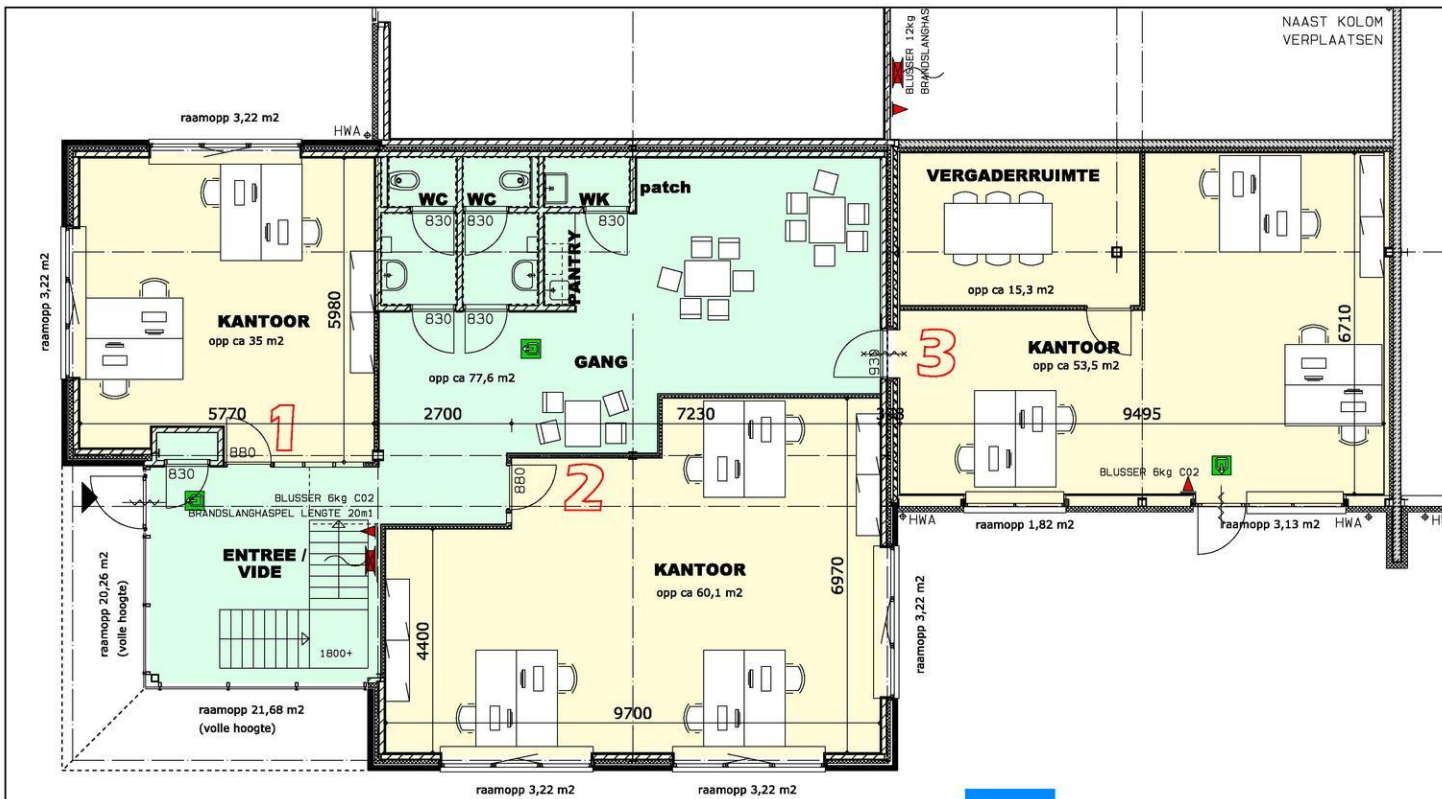 NAAST KOLOM
VERPLAATSEN
BLUSSER 12kg
raamopp 3,22 m2
HWA
WC
WC
WK
patch
830
830
830
VERGADERRUIMTE
opp ca 15,3 m2
raamopp 3,22 m2
PANTRY
KANTOOR
opp ca 35 m2
5980
830
830
GANG
opp ca 77,6 m2
930
3
KANTOOR
opp ca 53,5 m2
6710
5770
1
880
2700
7230
9495
830
880
2
BLUSSER 6kg CO2
BRANDSLANGHASPEL LENGTE 20m1
BLUSSER 6kg CO2
HWA
raamopp 1,82 m2
raamopp 3,13 m2
HWA
ENTREE /
VIDE
KANTOOR
opp ca 60,1 m2
6970
4400
raamopp 20,26 m2
(volle hoogte)
1800+
raamopp 3,22 m2
raamopp 21,68 m2
(volle hoogte)
9700
raamopp 3,22 m2
raamopp 3,22 m2